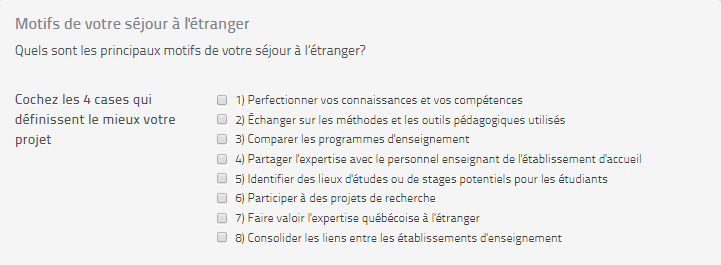 Motifs de votre séjour à l'étranger
Quels sont les principaux motifs de votre séjour à l'étranger?
Cochez les 4 cases qui
définissent le mieux votre
projet
1) Perfectionner vos connaissances et vos compétences
2) Échanger sur les méthodes et les outils pédagogiques utilisés
3) Comparer les programmes d'enseignement
4) Partager l'expertise avec le personnel enseignant de l'établissement d'accueil
5) Identifier des lieux d'études ou de stages potentiels pour les étudiants
6) Participer à des projets de recherche
7) Faire valoir l'expertise québécoise à l'étranger
8) Consolider les liens entre les établissements d'enseignement